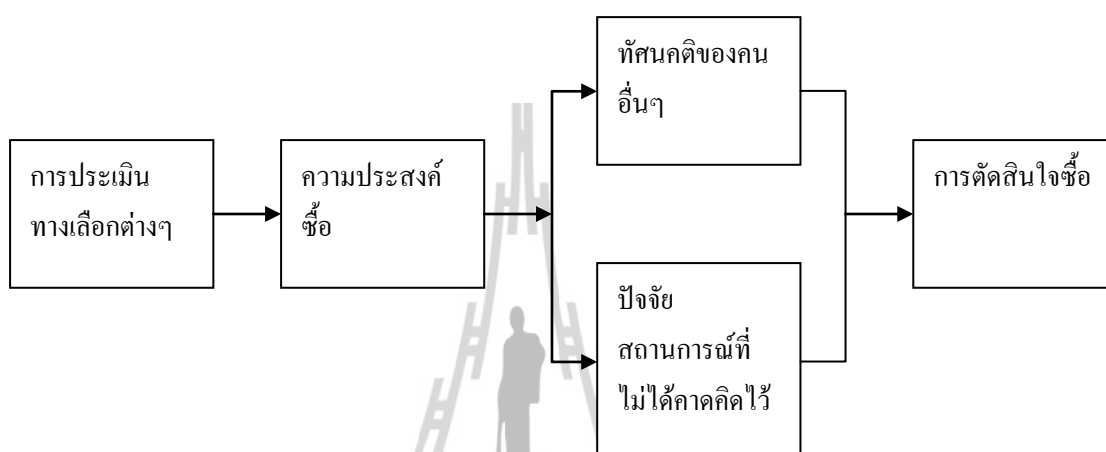 การประเมิน
ทางเลือกต่างๆ
ความประสงค์
ซื้อ
ทัศนคติของคน
อื่นๆ
ปัจจัย
สถานการณ์ที่
ไม่ได้คาดคิดไว้
การตัดสินใจซื้อ